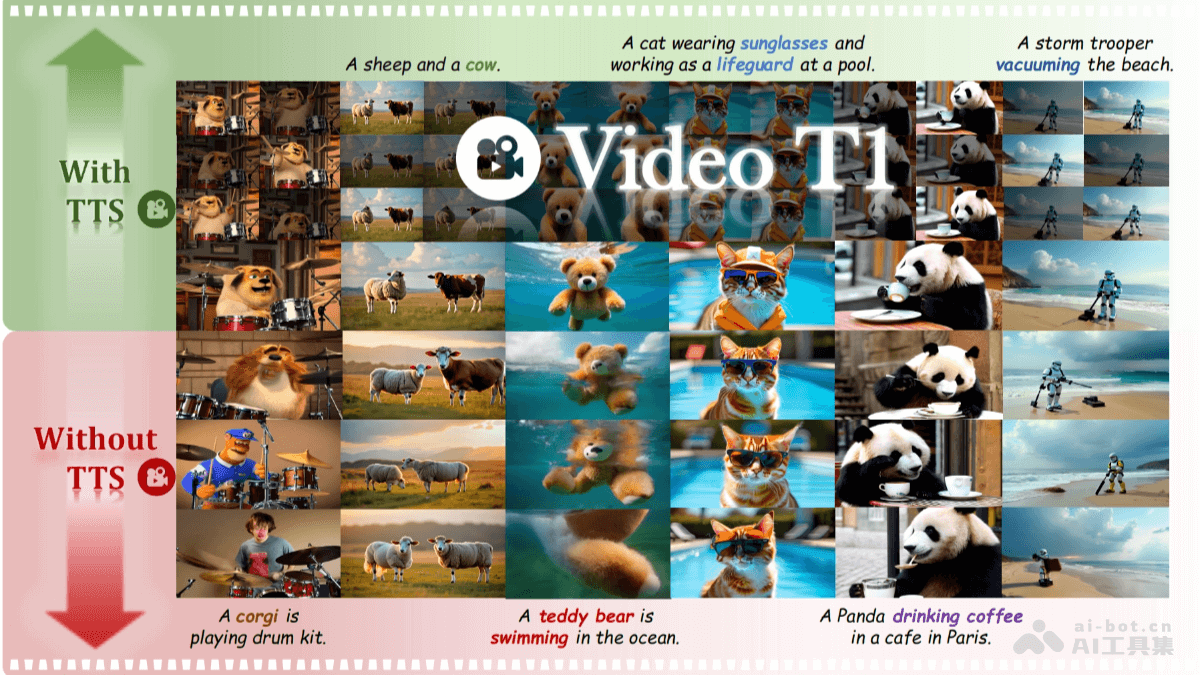 A sheep and a cow.
A cat wearing sunglasses and
working as a lifeguard at a pool.
A storm trooper
vacuuming the beach.
Video T1
With
TTS
Without
TTS
A corgi is
playing drum kit.
A teddy bear is
swimming in the ocean.
A Panda drinking coffee
in a cafe in Paris.
ai-bot.cn
AI工具集